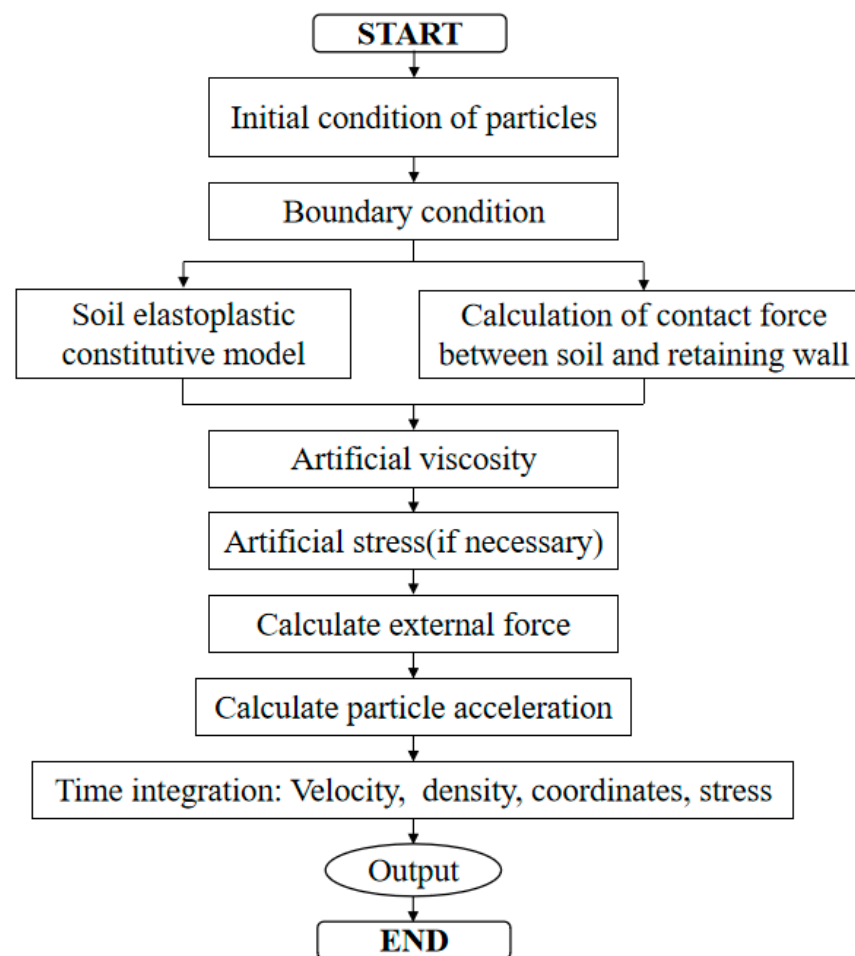 START
Initial condition of particles
Boundary condition
Soil elastoplastic
constitutive model
Calculation of contact force
between soil and retaining wall
Artificial viscosity
Artificial stress(if necessary)
Calculate external force
Calculate particle acceleration
Time integration: Velocity, density, coordinates, stress
Output
END